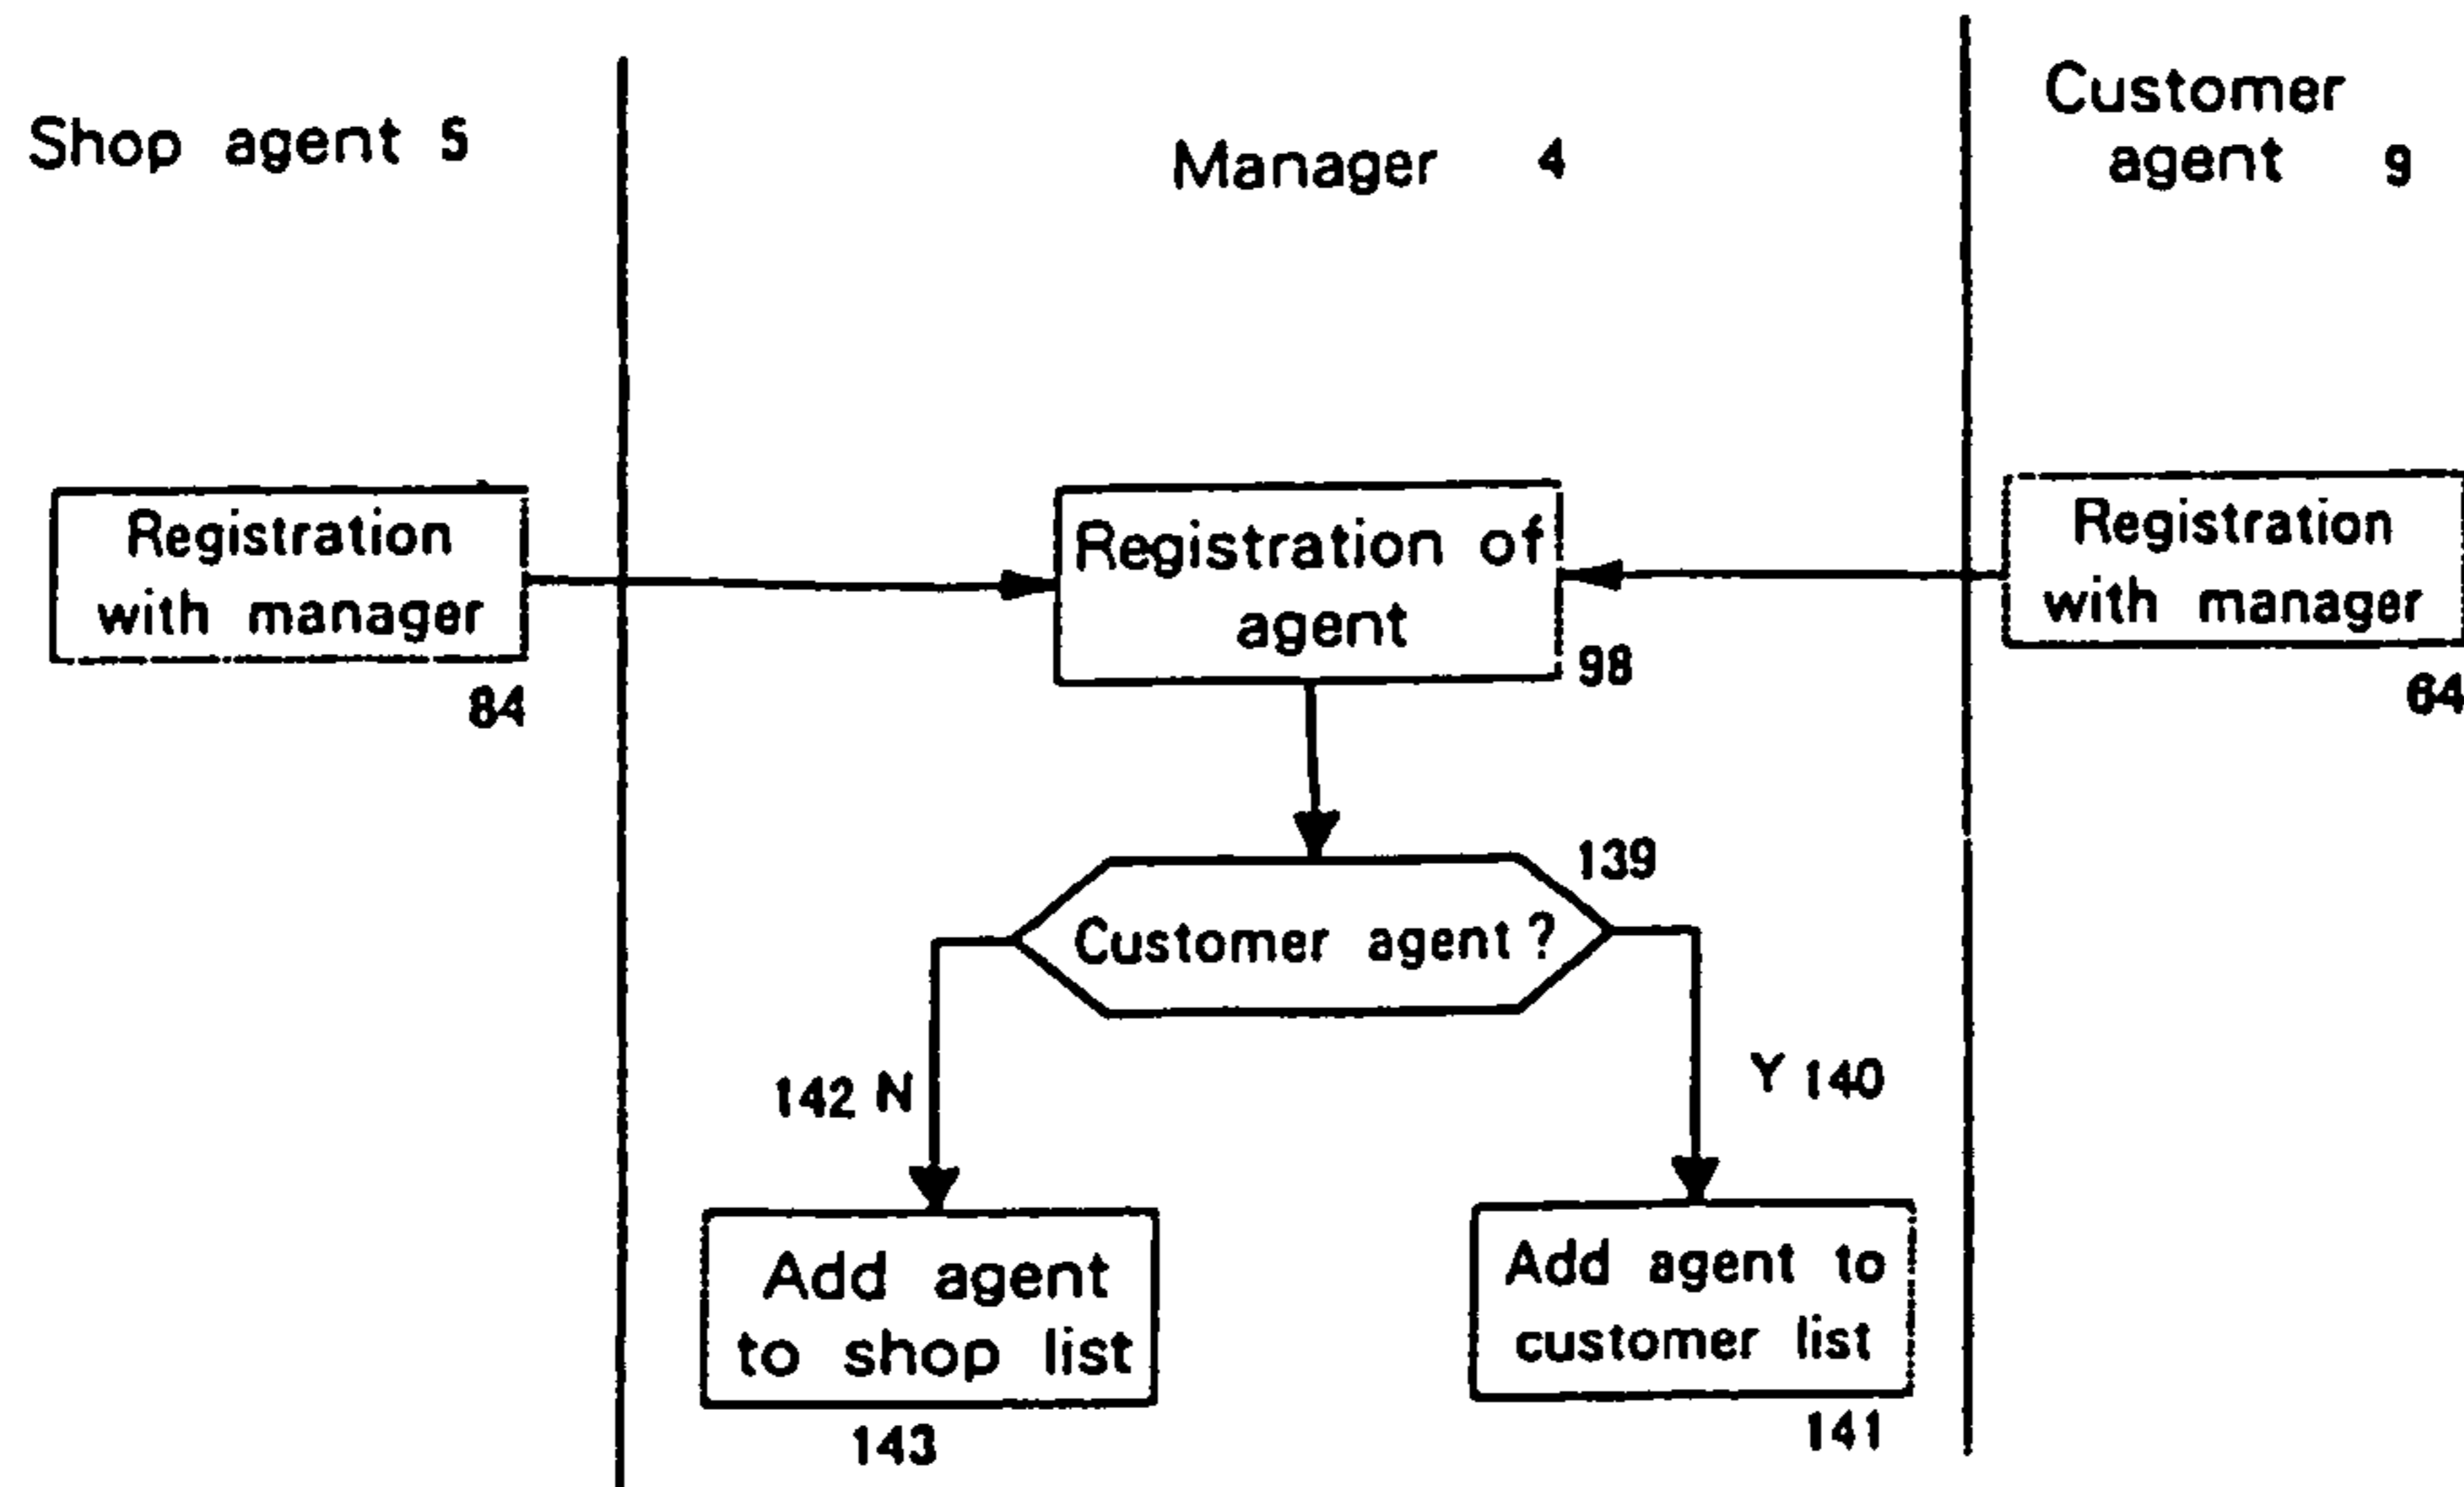 Shop agent 5
Manager 4
Customer
agent 9
Registration
with manager
84
Registration of
agent
98
Registration
with manager
64
139
Customer agent ?
142 N
Y 140
Add agent
to shop list
143
Add agent to
customer list
141